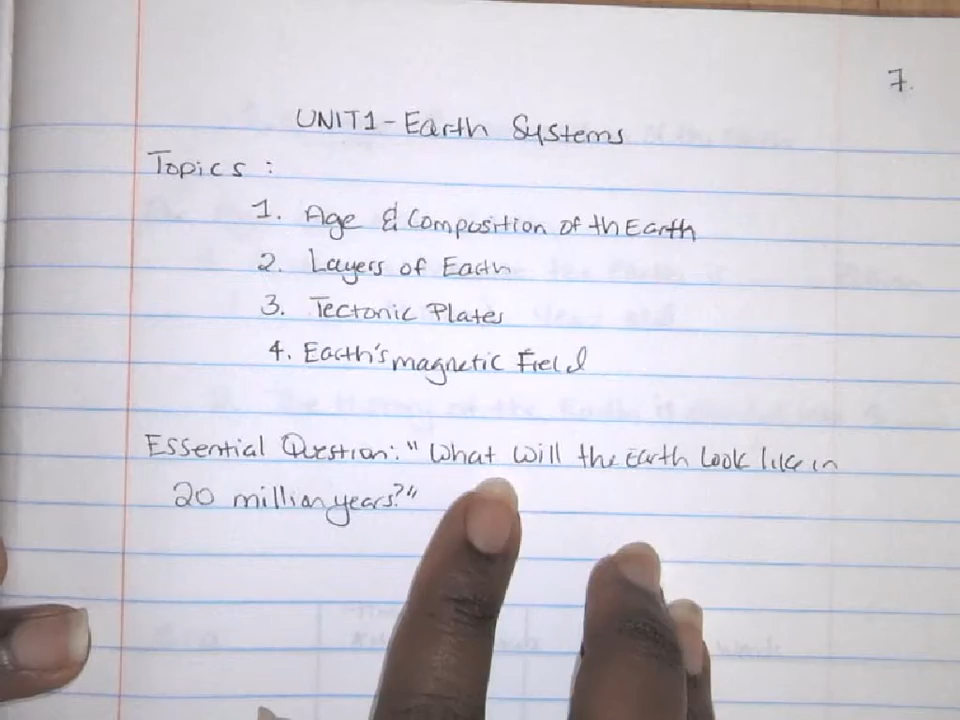 7.
UNIT1 - Earth Systems
Topics :
1. Age & Composition of th Earth
2. Layers of Earth
3. Tectonic Plates
4. Earth's magnetic Field
Essential Question: "What will the Earth look like in
20 million years?"